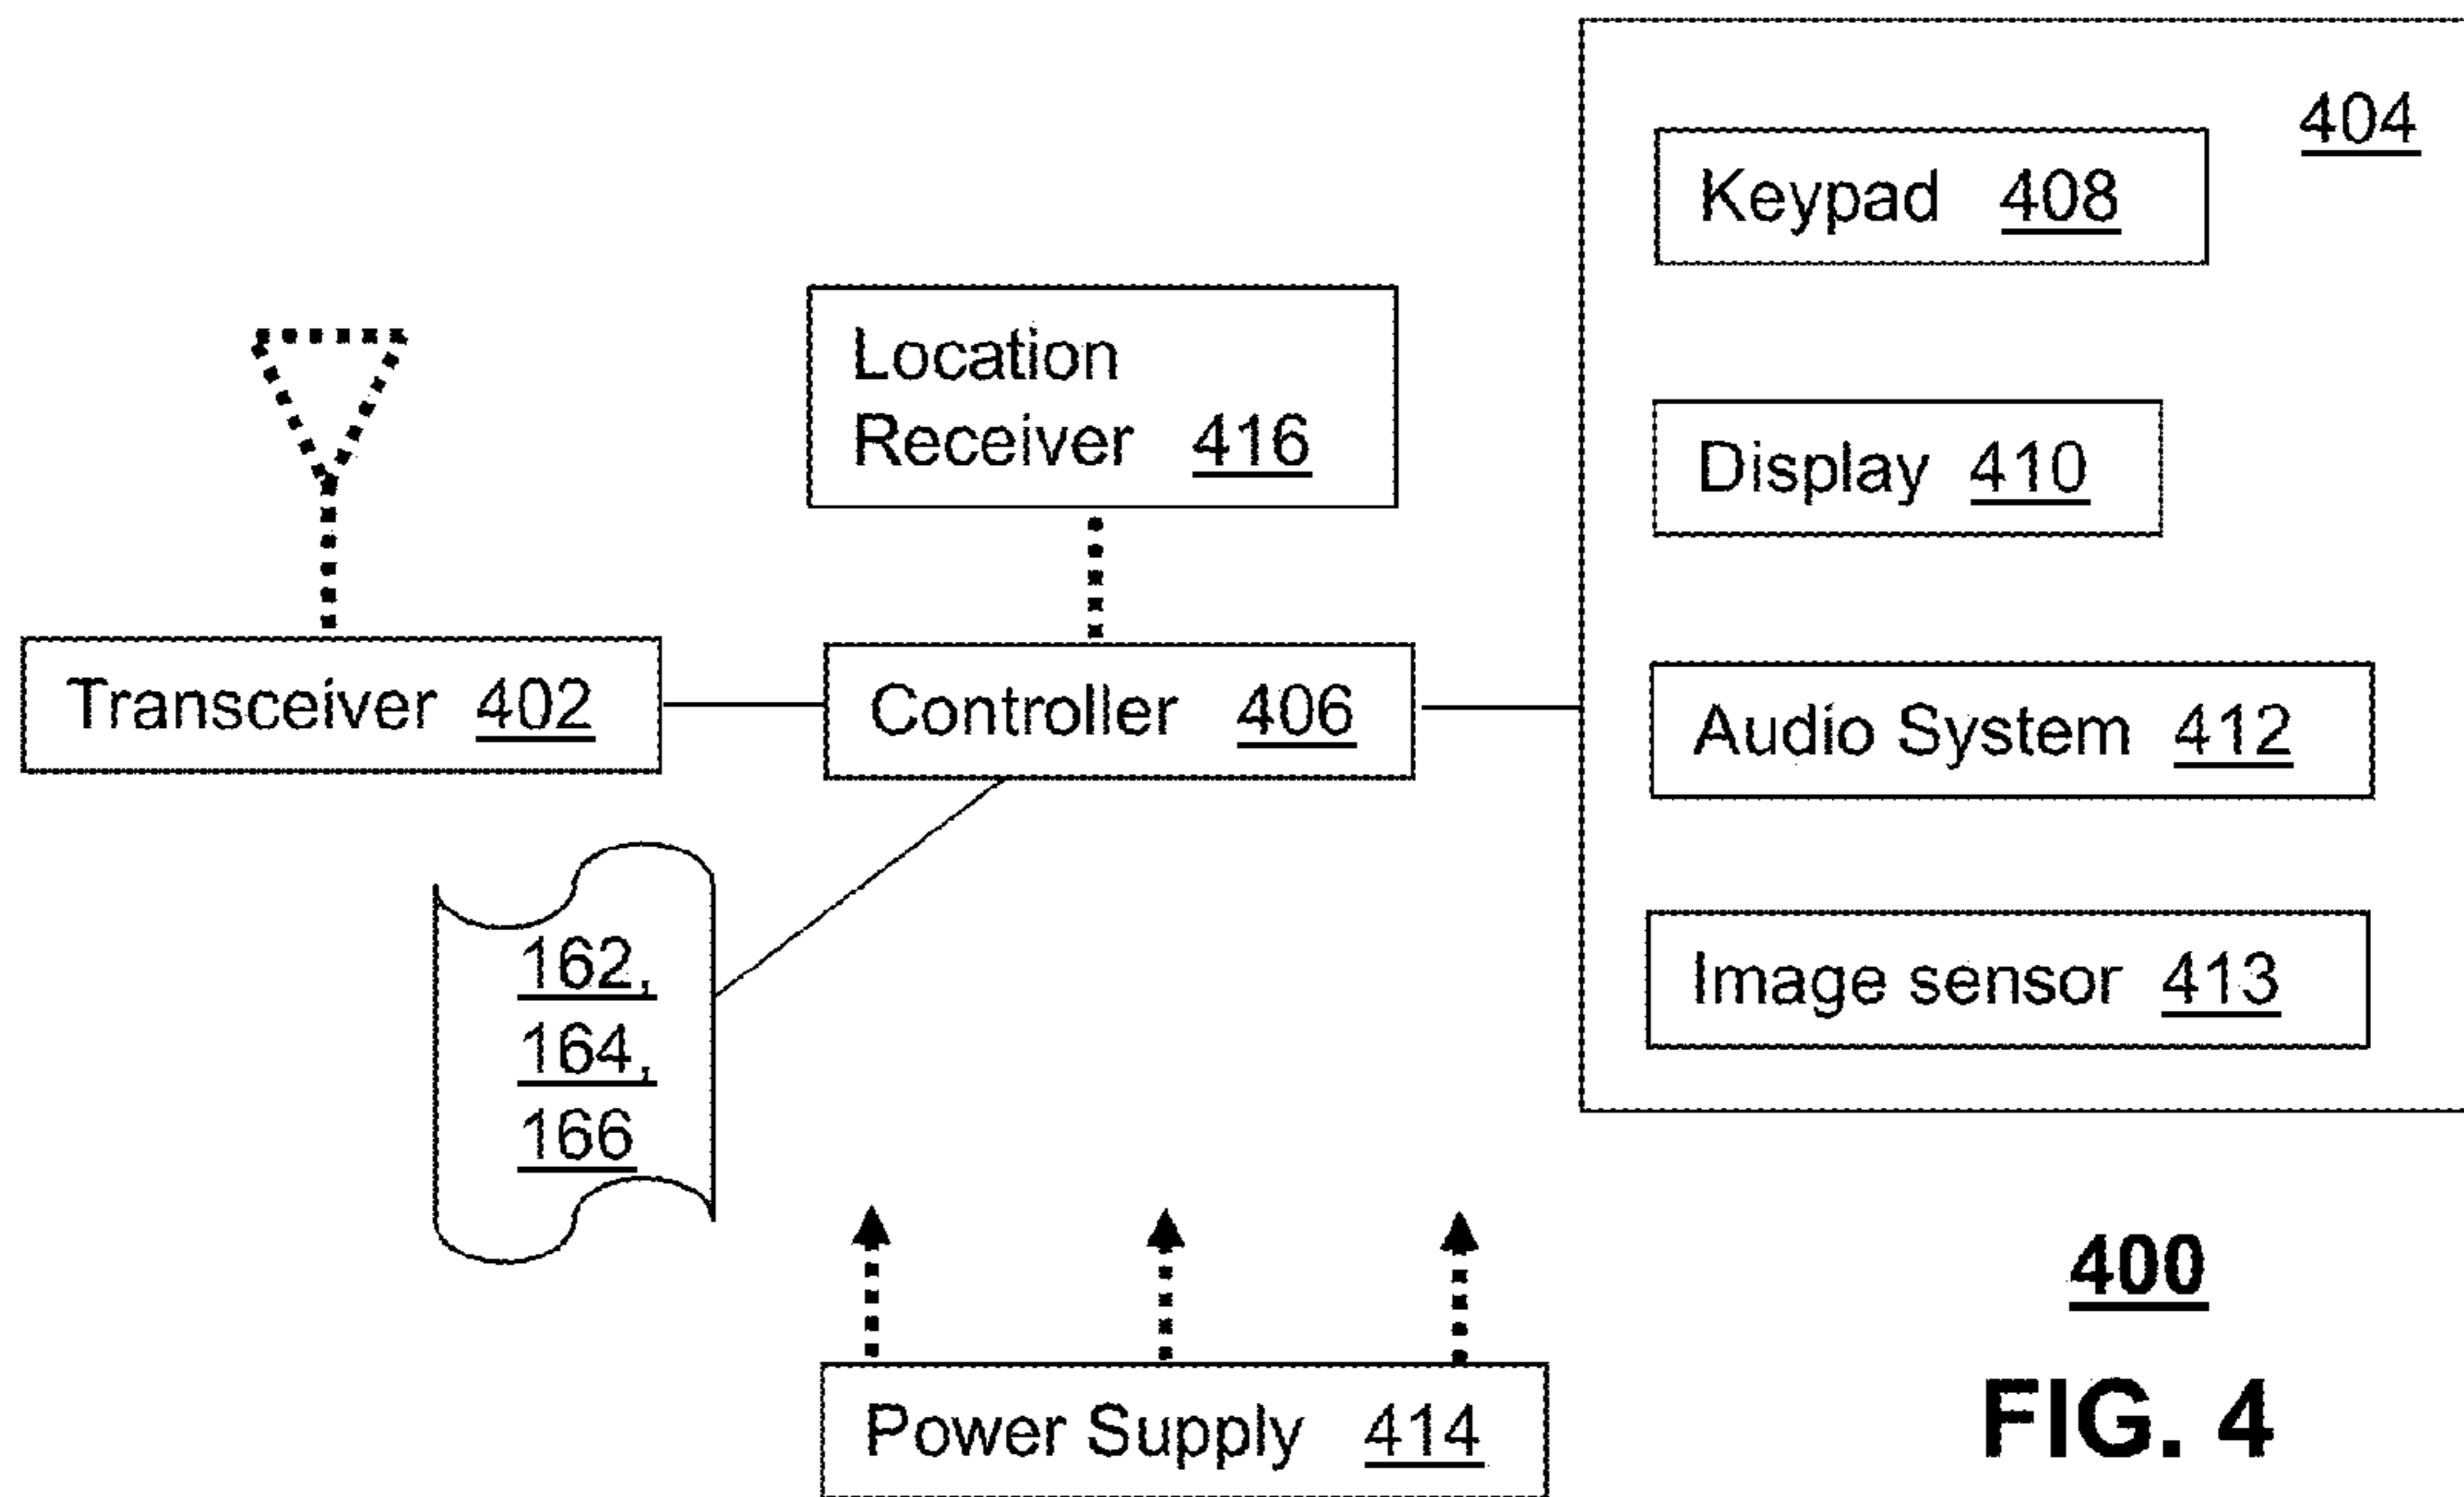 404
Keypad 408
Location
Receiver 416
Display 410
Transceiver 402
Controller 406
Audio System 412
162,
164,
166
Image sensor 413
Power Supply 414
400
FIG. 4